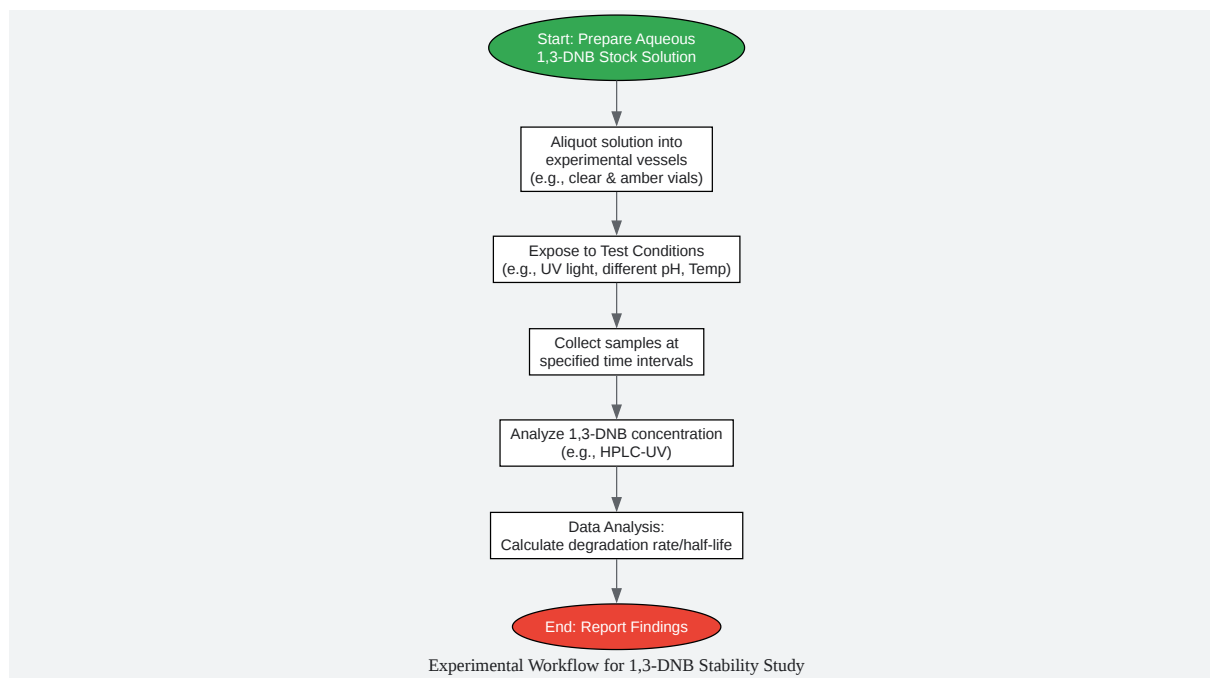 Start: Prepare Aqueous
1,3-DNB Stock Solution
Aliquot solution into
experimental vessels
(e.g., clear & amber vials)
Expose to Test Conditions
(e.g., UV light, different pH, Temp)
Collect samples at
specified time intervals
Analyze 1,3-DNB concentration
(e.g., HPLC-UV)
Data Analysis:
Calculate degradation rate/half-life
End: Report Findings
Experimental Workflow for 1,3-DNB Stability Study